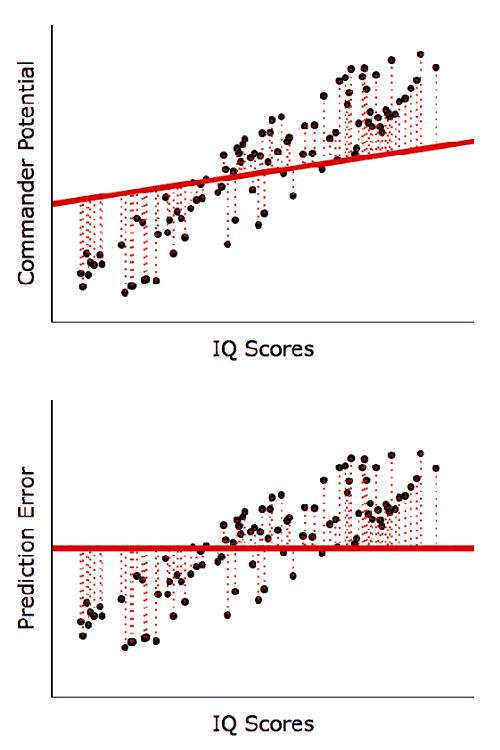 Commander Potential
IQ Scores
Prediction Error
IQ Scores